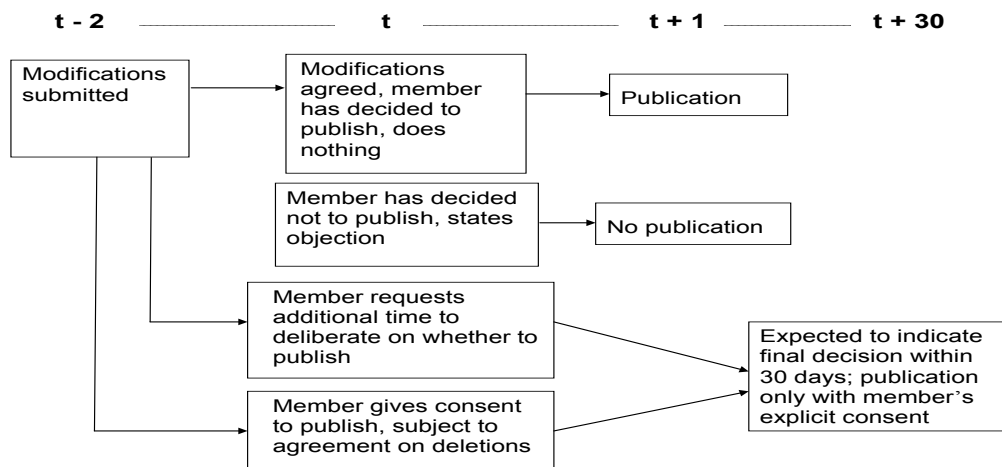 t - 2 t t + 1 t + 30
Modifications
submitted
Modifications
agreed, member
has decided to
publish, does
nothing
Publication
Member has decided
not to publish, states
objection
No publication
Member requests
additional time to
deliberate on whether to
publish
Member gives consent
to publish, subject to
agreement on deletions
Expected to indicate
final decision within
30 days; publication
only with member’s
explicit consent